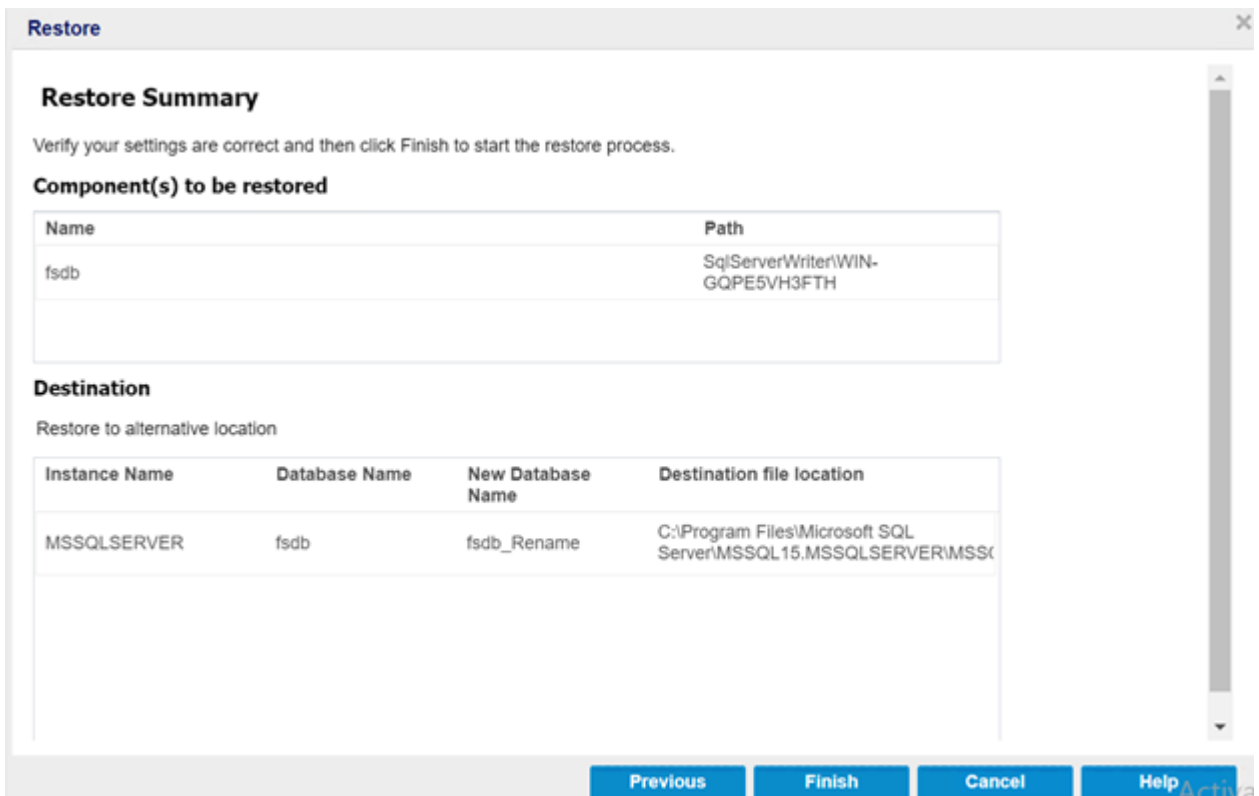 Restore
Restore Summary
Verify your settings are correct and then click Finish to start the restore process.
Component(s) to be restored
Name Path
fsdb SqlServerWriter\WIN-
GQPE5VH3FTH
Destination
Restore to alternative location
Instance Name Database Name New Database Destination file location
Name
MSSQLSERVER fsdb fsdb_Rename C:\Program Files\Microsoft SQL
Server\MSSQL15.MSSQLSERVER\MSS
Previous Finish Cancel Help
Activa